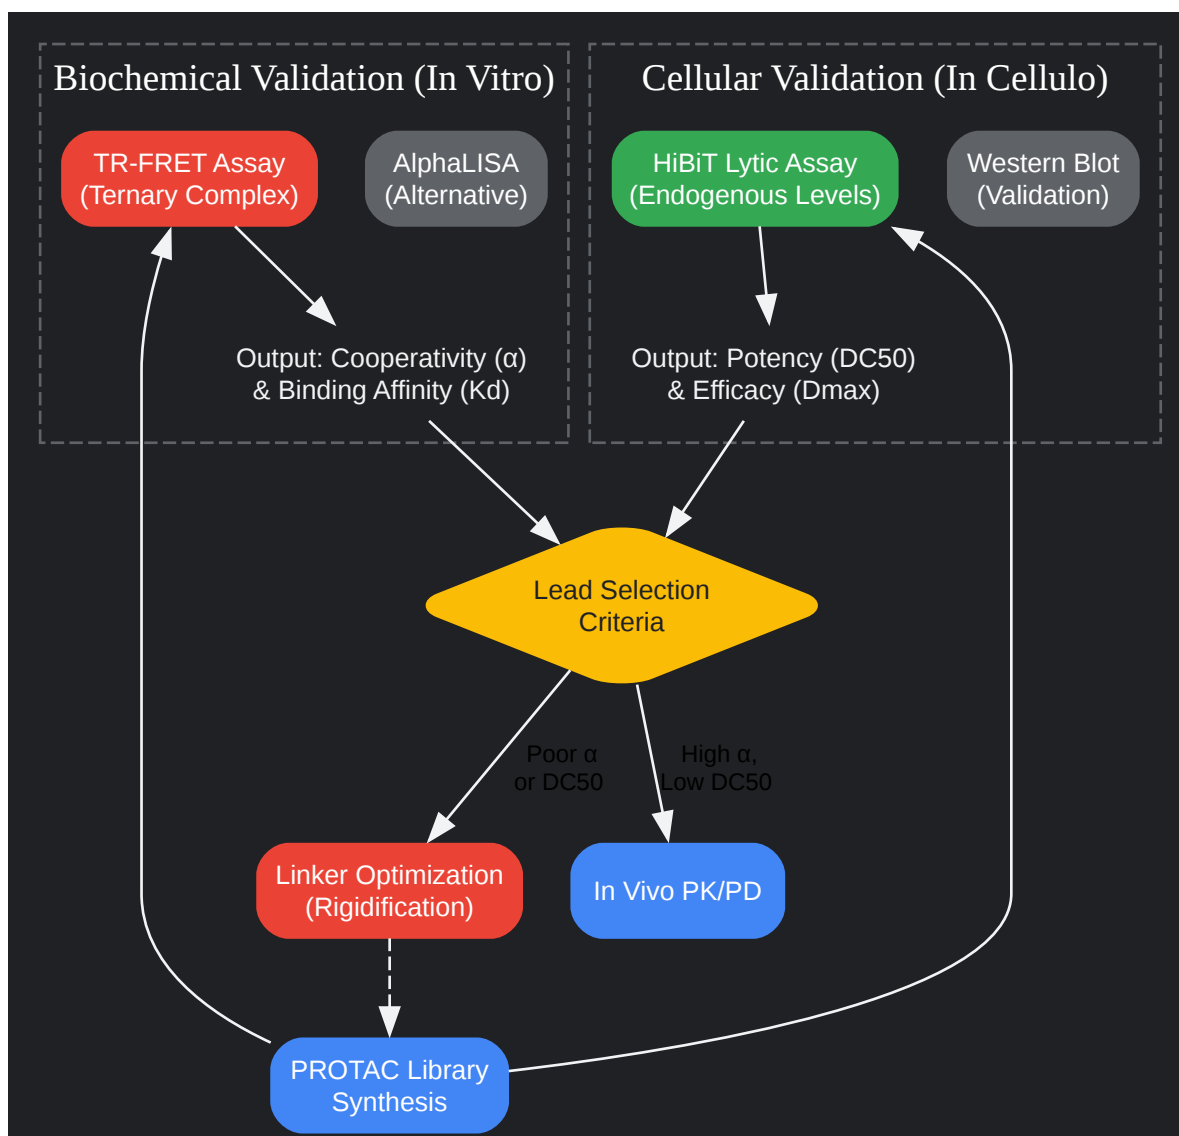 Biochemical Validation (In Vitro)
Cellular Validation (In Cellulo)
TR-FRET Assay
(Ternary Complex)
AlphaLISA
(Alternative)
HiBiT Lytic Assay
(Endogenous Levels)
Western Blot
(Validation)
Output: Cooperativity (α)
& Binding Affinity (Kd)
Output: Potency (DC50)
& Efficacy (Dmax)
Lead Selection
Criteria
Poor α
or DC50
High α,
Low DC50
Linker Optimization
(Rigidification)
In Vivo PK/PD
PROTAC Library
Synthesis